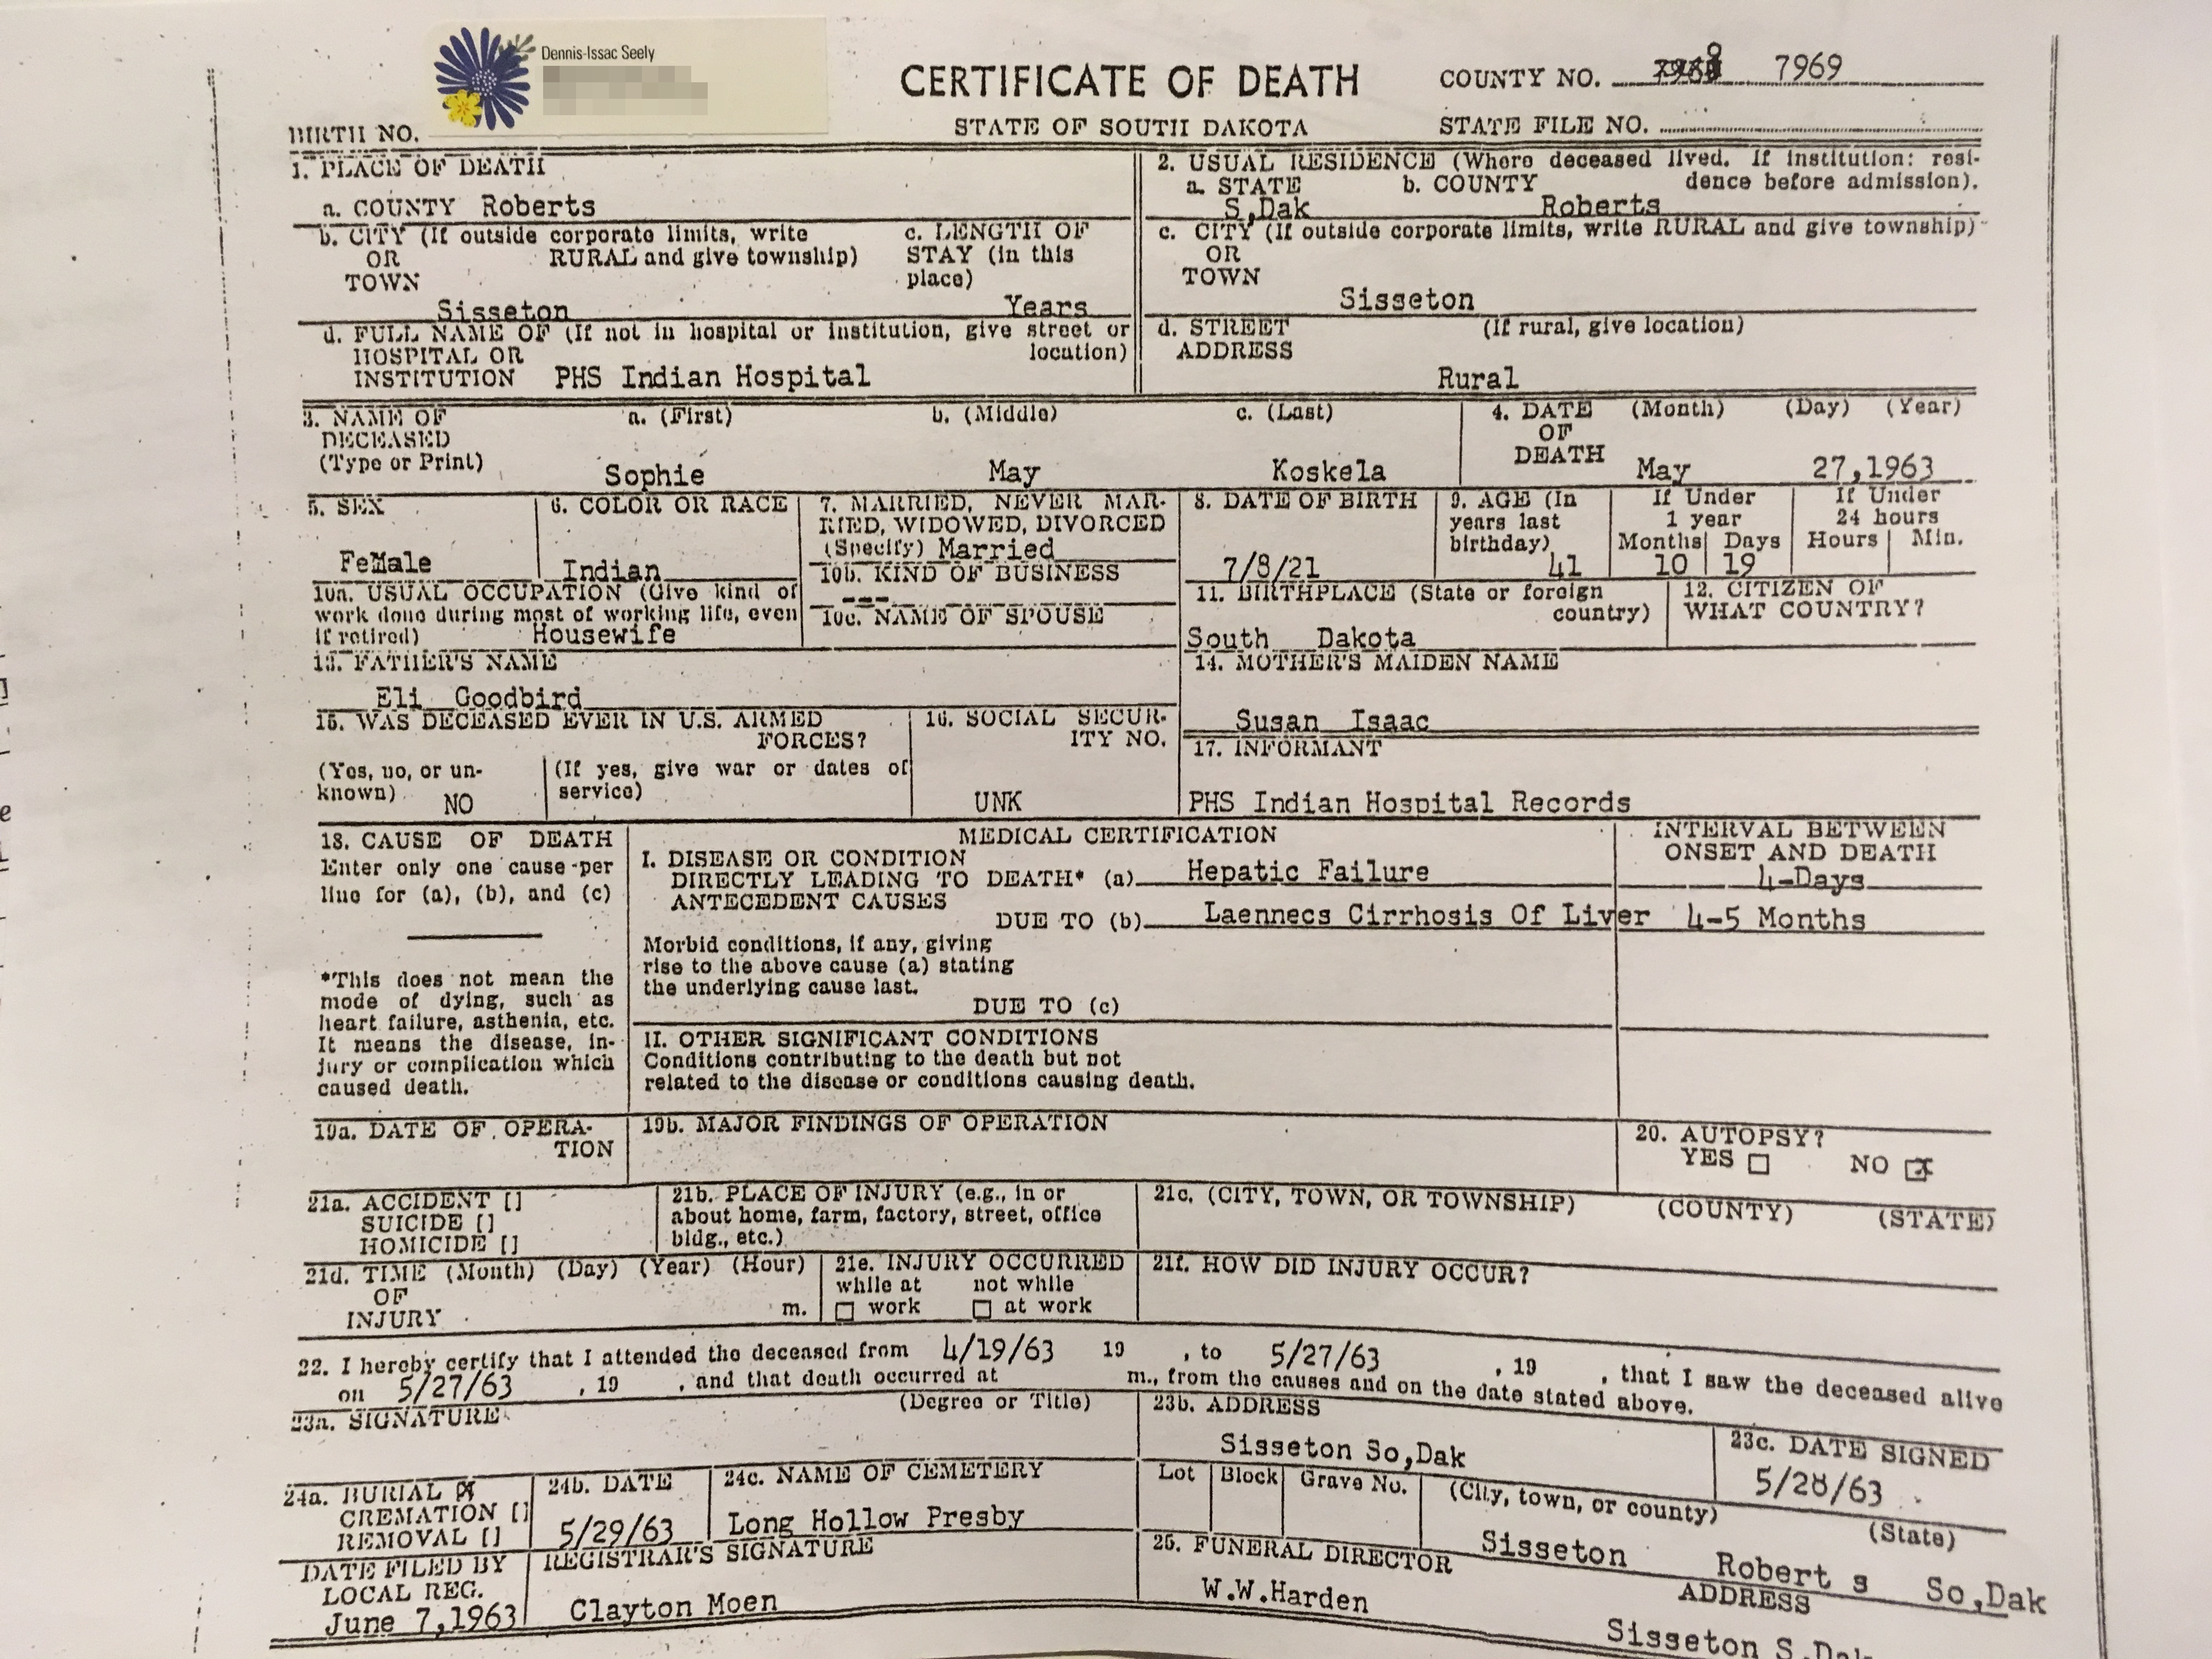 Dennis-Issac Seely
CERTIFICATE OF DEATH
COUNTY NO. 7969
BIRTH NO.
STATE OF SOUTH DAKOTA
STATE FILE NO.
1. PLACE OF DEATH
a. COUNTY Roberts
2. USUAL RESIDENCE (Where deceased lived. If institution: resi-
dence before admission).
a. STATE b. COUNTY
S,Dak Roberts
b. CITY (If outside corporate limits, write
OR RURAL and give township)
TOWN
Sisseton
c. LENGTH OF
STAY (in this
place)
Years
c. CITY (If outside corporate limits, write RURAL and give township)
OR
TOWN
Sisseton
d. FULL NAME OF (If not in hospital or institution, give street or
HOSPITAL OR location)
INSTITUTION PHS Indian Hospital
d. STREET (If rural, give location)
ADDRESS
Rural
3. NAME OF a. (First) b. (Middle) c. (Last)
DECEASED
(Type or Print)
Sophie May Koskela
4. DATE (Month) (Day) (Year)
OF
DEATH May 27,1963
5. SEX
FeMale
6. COLOR OR RACE
Indian
7. MARRIED, NEVER MAR-
RIED, WIDOWED, DIVORCED
(Specify) Married
8. DATE OF BIRTH
7/8/21
9. AGE (In
years last
birthday)
41
If Under
1 year
Months Days
10 19
If Under
24 hours
Hours Min.
10a. USUAL OCCUPATION (Give kind of
work done during most of working life, even
if retired) Housewife
10b. KIND OF BUSINESS
---
10c. NAME OF SPOUSE
11. BIRTHPLACE (State or foreign
country)
South Dakota
12. CITIZEN OF
WHAT COUNTRY?
13. FATHER'S NAME
Eli Goodbird
14. MOTHER'S MAIDEN NAME
Susan Isaac
15. WAS DECEASED EVER IN U.S. ARMED
FORCES?
(Yes, no, or un-
known) NO
(If yes, give war or dates of
service)
16. SOCIAL SECUR-
ITY NO.
UNK
17. INFORMANT
PHS Indian Hospital Records
18. CAUSE OF DEATH
Enter only one cause per
line for (a), (b), and (c)
*This does not mean the
mode of dying, such as
heart failure, asthenia, etc.
It means the disease, in-
jury or complication which
caused death.
MEDICAL CERTIFICATION
I. DISEASE OR CONDITION
DIRECTLY LEADING TO DEATH* (a) Hepatic Failure
ANTECEDENT CAUSES
DUE TO (b) Laennecs Cirrhosis Of Liver
Morbid conditions, if any, giving
rise to the above cause (a) stating
the underlying cause last.
DUE TO (c)
INTERVAL BETWEEN
ONSET AND DEATH
4-Days
4-5 Months
II. OTHER SIGNIFICANT CONDITIONS
Conditions contributing to the death but not
related to the disease or conditions causing death.
19a. DATE OF OPERA-
TION
19b. MAJOR FINDINGS OF OPERATION
20. AUTOPSY?
YES NO X
21a. ACCIDENT []
SUICIDE []
HOMICIDE []
21b. PLACE OF INJURY (e.g., in or
about home, farm, factory, street, office
bldg., etc.)
21c. (CITY, TOWN, OR TOWNSHIP) (COUNTY) (STATE)
21d. TIME (Month) (Day) (Year) (Hour)
OF
INJURY m.
21e. INJURY OCCURRED
while at not while
work at work
21f. HOW DID INJURY OCCUR?
22. I hereby certify that I attended the deceased from 4/19/63 19 , to 5/27/63 , 19 , that I saw the deceased alive
on 5/27/63 , 19 , and that death occurred at m., from the causes and on the date stated above.
23a. SIGNATURE (Degree or Title)
23b. ADDRESS
Sisseton So,Dak
23c. DATE SIGNED
5/28/63
24a. BURIAL [X]
CREMATION []
REMOVAL []
24b. DATE
5/29/63
24c. NAME OF CEMETERY
Long Hollow Presby
Lot Block Grave No. (City, town, or county) (State)
Sisseton Robert s So,Dak
DATE FILED BY
LOCAL REG.
June 7,1963
REGISTRAR'S SIGNATURE
Clayton Moen
25. FUNERAL DIRECTOR
W.W.Harden
ADDRESS
Sisseton S.Dak